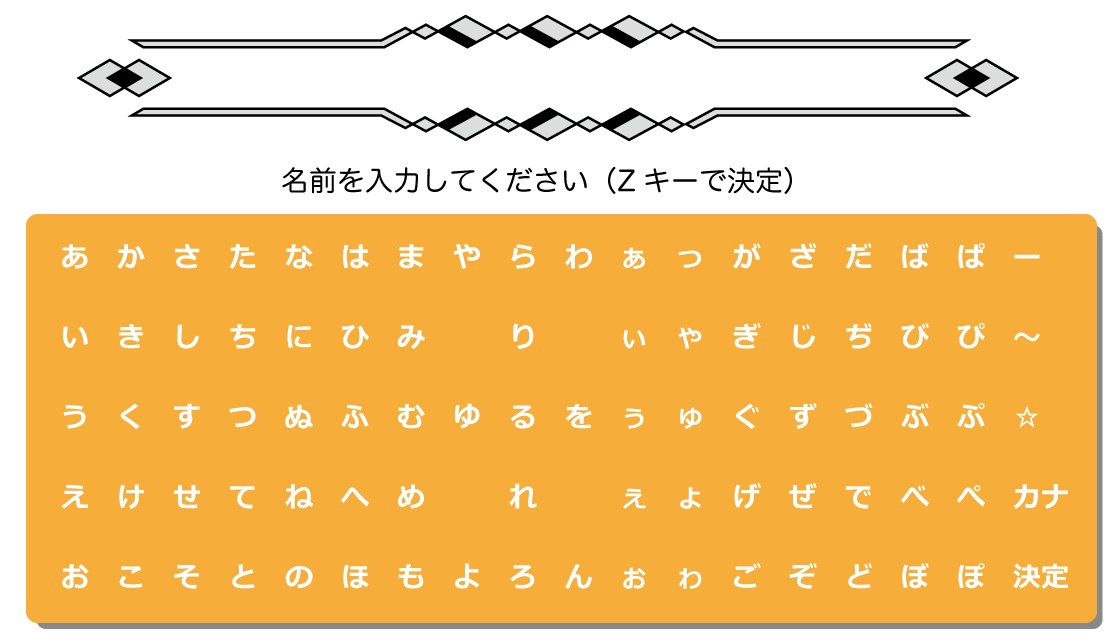 名前を入力してください（Z キーで決定）
あ か さ た な は ま や ら わ ぁ っ が ざ だ ば ぱ ー
い き し ち に ひ み り ぃ ゃ ぎ じ ぢ び ぴ ～
う く す つ ぬ ふ む ゆ る を ぅ ゅ ぐ ず づ ぶ ぷ ☆
え け せ て ね へ め れ ぇ ょ げ ぜ で べ ぺ カナ
お こ そ と の ほ も よ ろ ん ぉ ゎ ご ぞ ど ぼ ぽ 決定